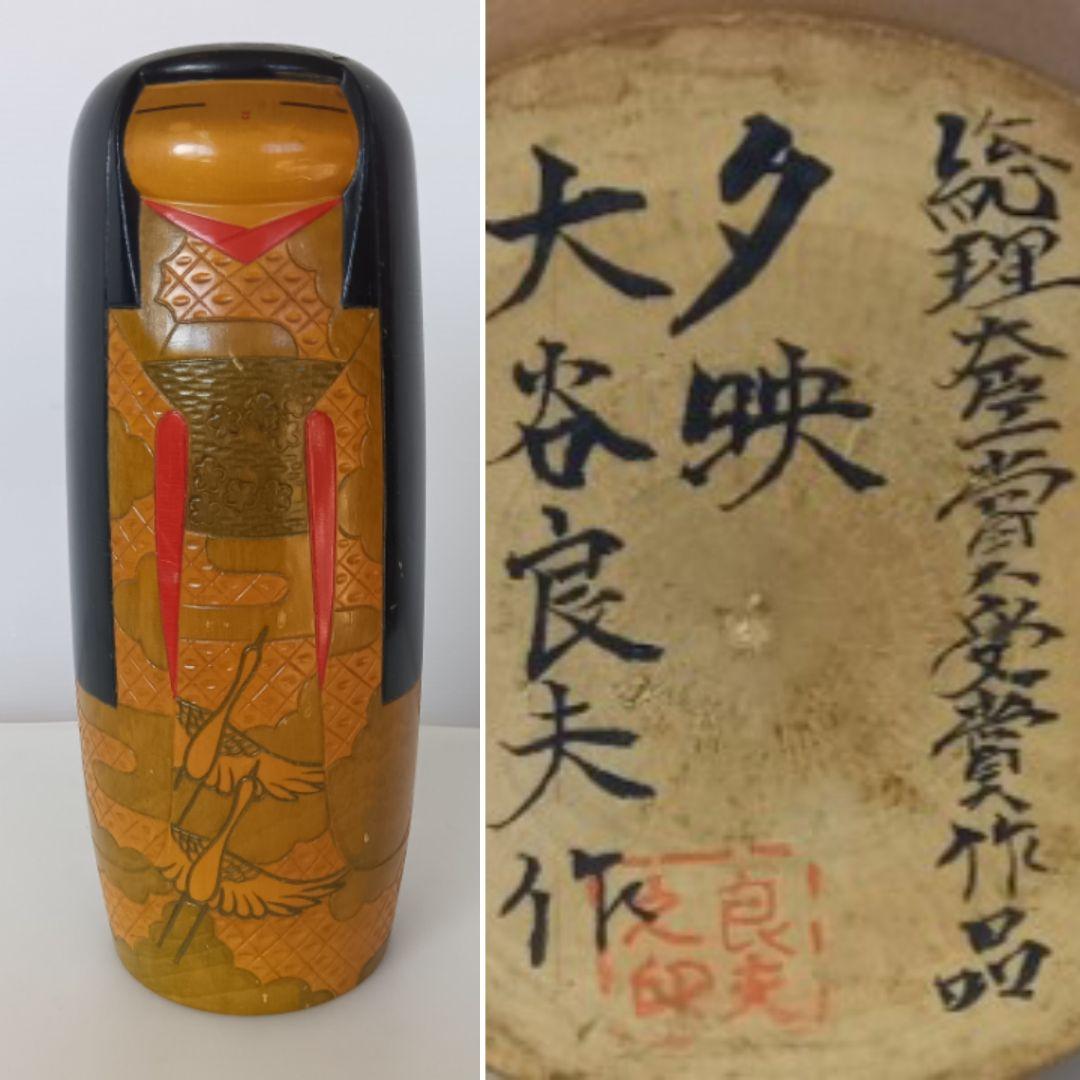 総理大臣賞受賞作品
夕映
大谷良夫作
良夫
之印